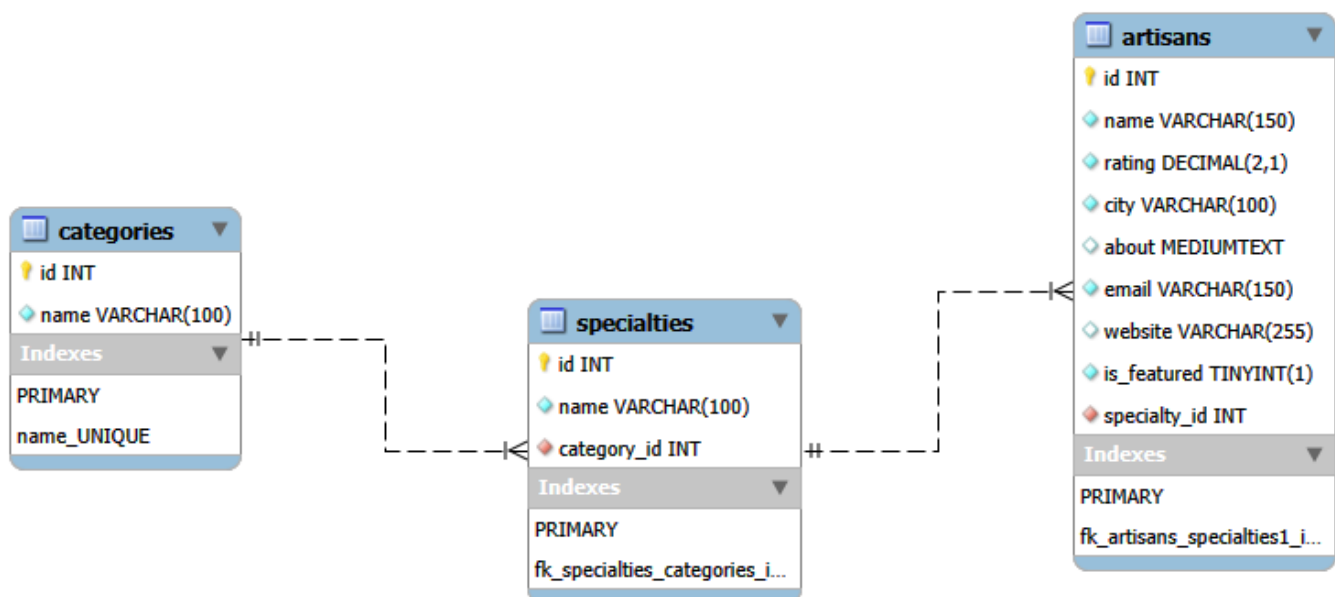 categories
id INT
name VARCHAR(100)
Indexes
PRIMARY
name_UNIQUE
specialties
id INT
name VARCHAR(100)
category_id INT
Indexes
PRIMARY
fk_specialties_categories_i...
artisans
id INT
name VARCHAR(150)
rating DECIMAL(2,1)
city VARCHAR(100)
about MEDIUMTEXT
email VARCHAR(150)
website VARCHAR(255)
is_featured TINYINT(1)
specialty_id INT
Indexes
PRIMARY
fk_artisans_specialties1_i...